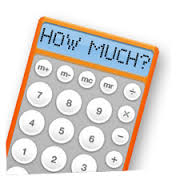 HOW MUCH?
m+ m- mc mr ÷
7 8 9 ×
4 5 6 -
1 2 3 +